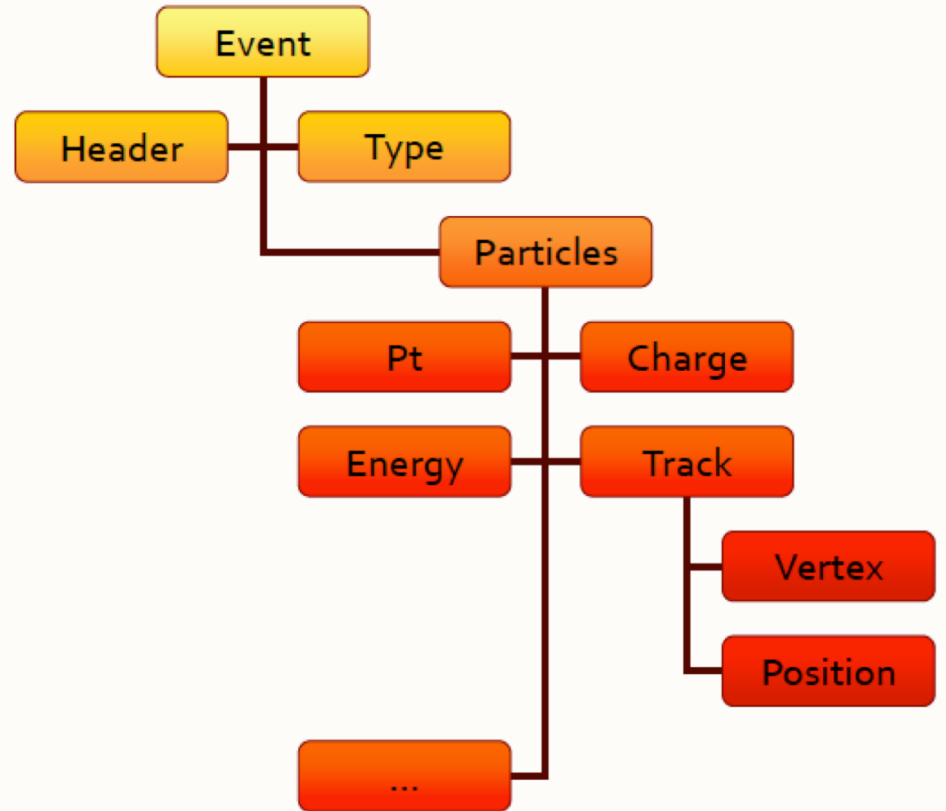 Event
Header
Type
Particles
Pt
Charge
Energy
Track
Vertex
Position
...